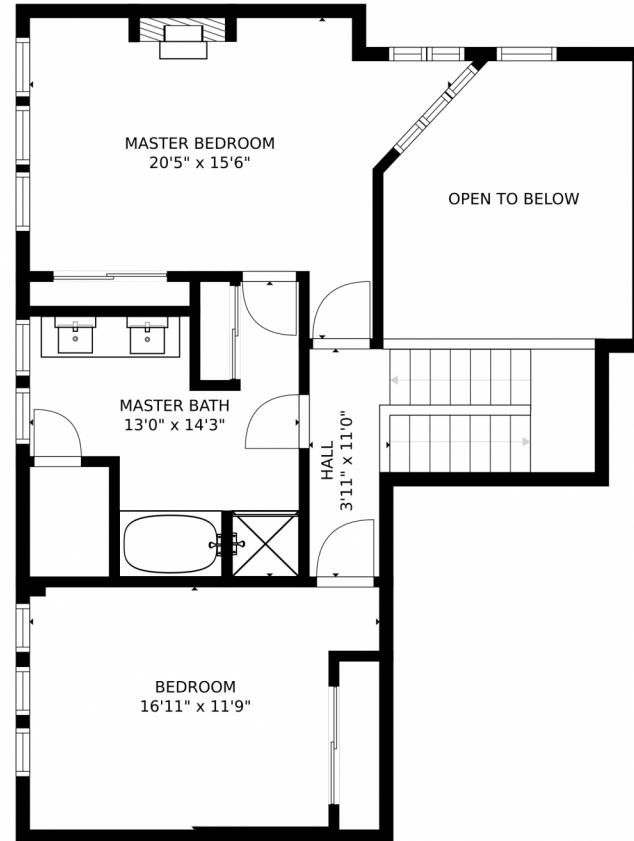 MASTER BEDROOM
20'5" x 15'6"
OPEN TO BELOW
MASTER BATH
13'0" x 14'3"
HALL
3'11" x 11'0"
BEDROOM
16'11" x 11'9"